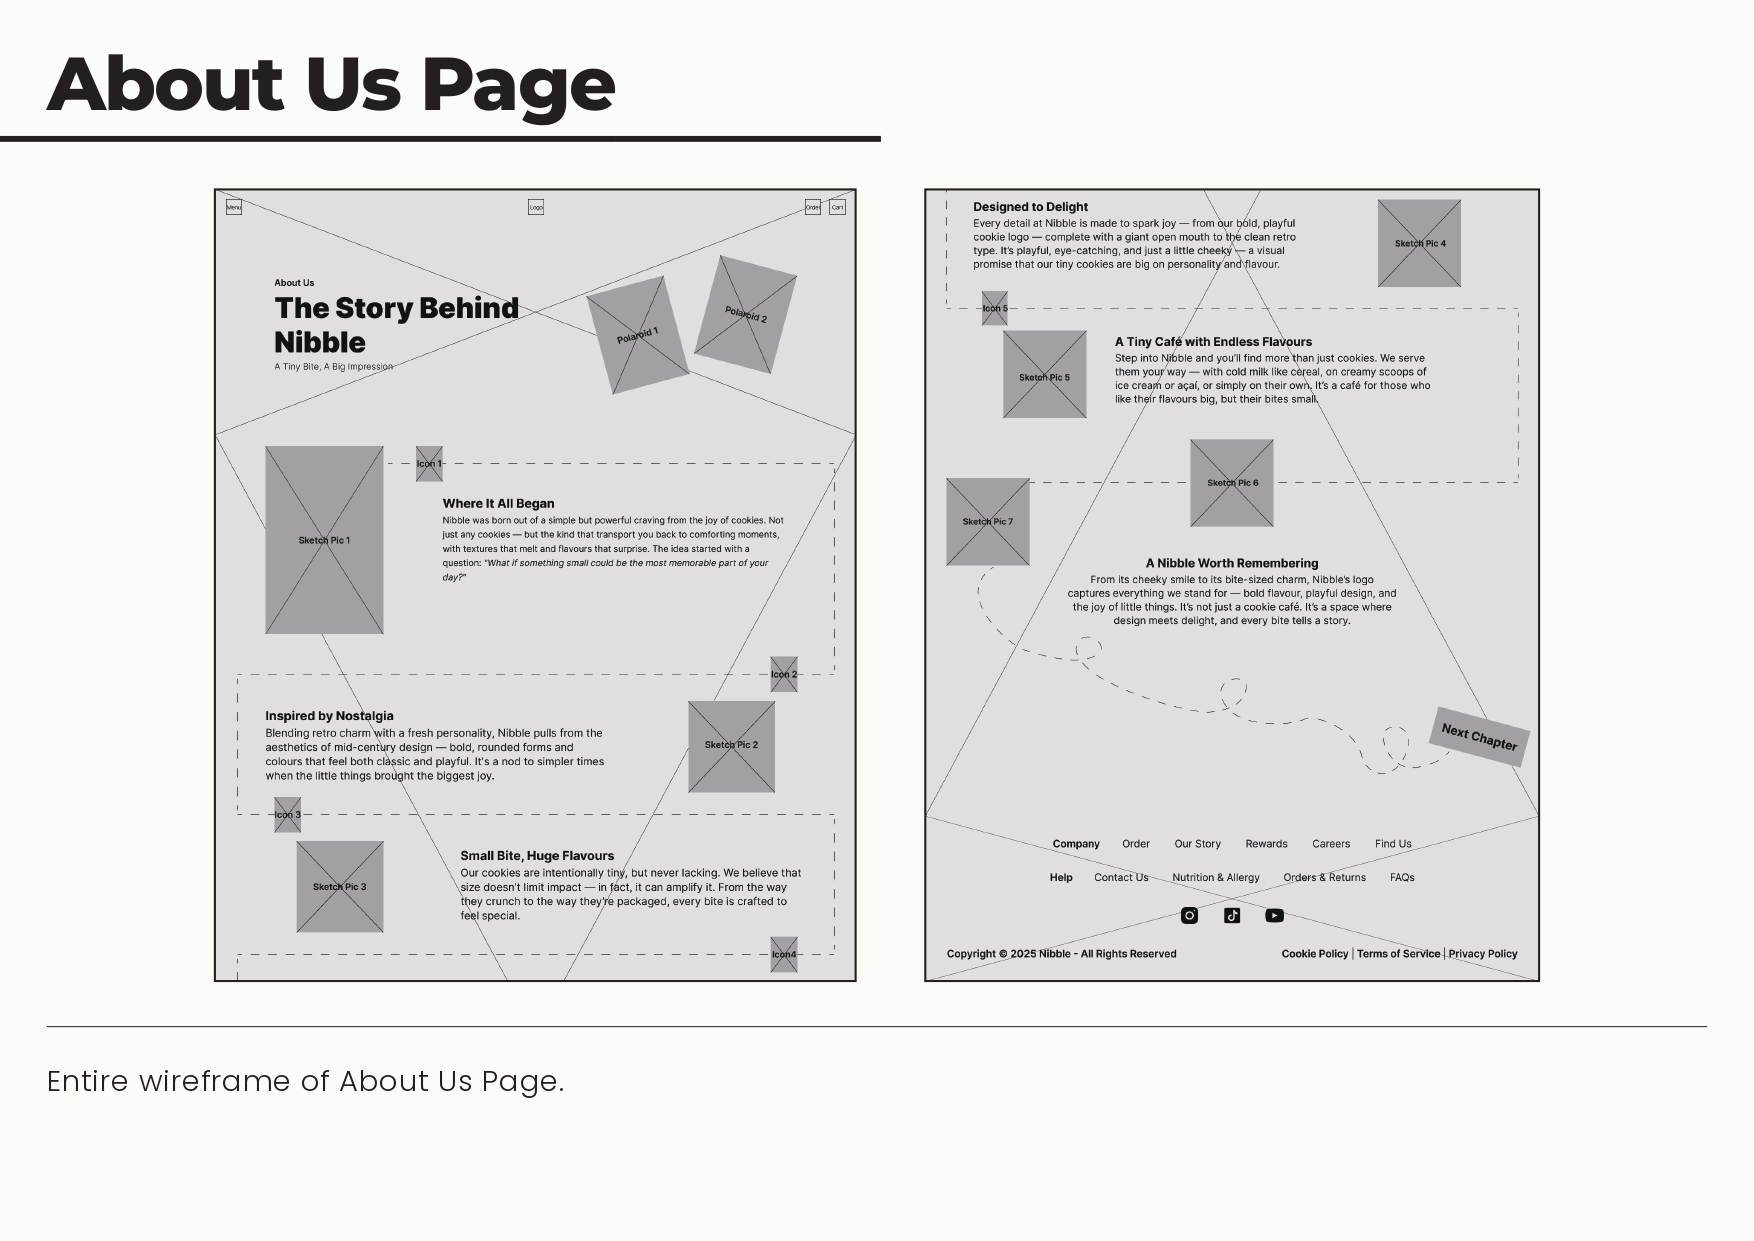 About Us Page
Menu
Logo
Order
Cart
About Us
The Story Behind
Nibble
A Tiny Bite, A Big Impression
Polaroid 1
Polaroid 2
Sketch Pic 1
Icon 1
Where It All Began
Nibble was born out of a simple but powerful craving from the joy of cookies. Not
just any cookies — but the kind that transport you back to comforting moments,
with textures that melt and flavours that surprise. The idea started with a
question: "What if something small could be the most memorable part of your
day?"
Icon 2
Inspired by Nostalgia
Blending retro charm with a fresh personality, Nibble pulls from the
aesthetics of mid-century design — bold, rounded forms and
colours that feel both classic and playful. It's a nod to simpler times
when the little things brought the biggest joy.
Sketch Pic 2
Icon 3
Sketch Pic 3
Small Bite, Huge Flavours
Our cookies are intentionally tiny, but never lacking. We believe that
size doesn't limit impact — in fact, it can amplify it. From the way
they crunch to the way they're packaged, every bite is crafted to
feel special.
Icon4
Designed to Delight
Every detail at Nibble is made to spark joy — from our bold, playful
cookie logo — complete with a giant open mouth to the clean retro
type. It's playful, eye-catching, and just a little cheeky — a visual
promise that our tiny cookies are big on personality and flavour.
Sketch Pic 4
Icon 5
Sketch Pic 5
A Tiny Café with Endless Flavours
Step into Nibble and you'll find more than just cookies. We serve
them your way — with cold milk like cereal, on creamy scoops of
ice cream or açaí, or simply on their own. It's a café for those who
like their flavours big, but their bites small.
Sketch Pic 6
Sketch Pic 7
A Nibble Worth Remembering
From its cheeky smile to its bite-sized charm, Nibble's logo
captures everything we stand for — bold flavour, playful design, and
the joy of little things. It's not just a cookie café. It's a space where
design meets delight, and every bite tells a story.
Next Chapter
Company Order Our Story Rewards Careers Find Us
Help Contact Us Nutrition & Allergy Orders & Returns FAQs
Copyright © 2025 Nibble - All Rights Reserved
Cookie Policy | Terms of Service | Privacy Policy
Entire wireframe of About Us Page.